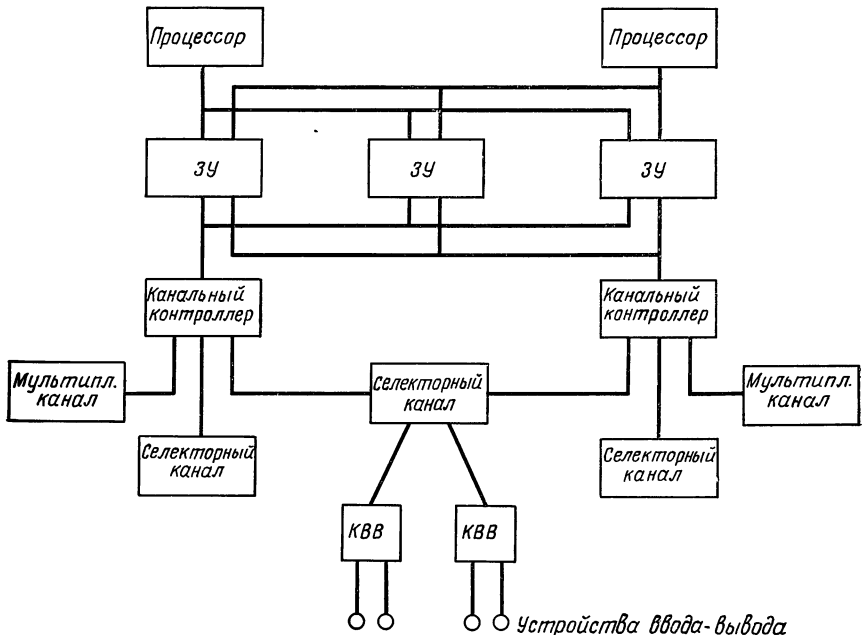 Процессор
Процессор
ЗУ
ЗУ
ЗУ
Канальный
контроллер
Канальный
контроллер
Мультипл.
канал
Селекторный
канал
Мультипл.
канал
Селекторный
канал
Селекторный
канал
КВВ
КВВ
Устройства ввода-вывода